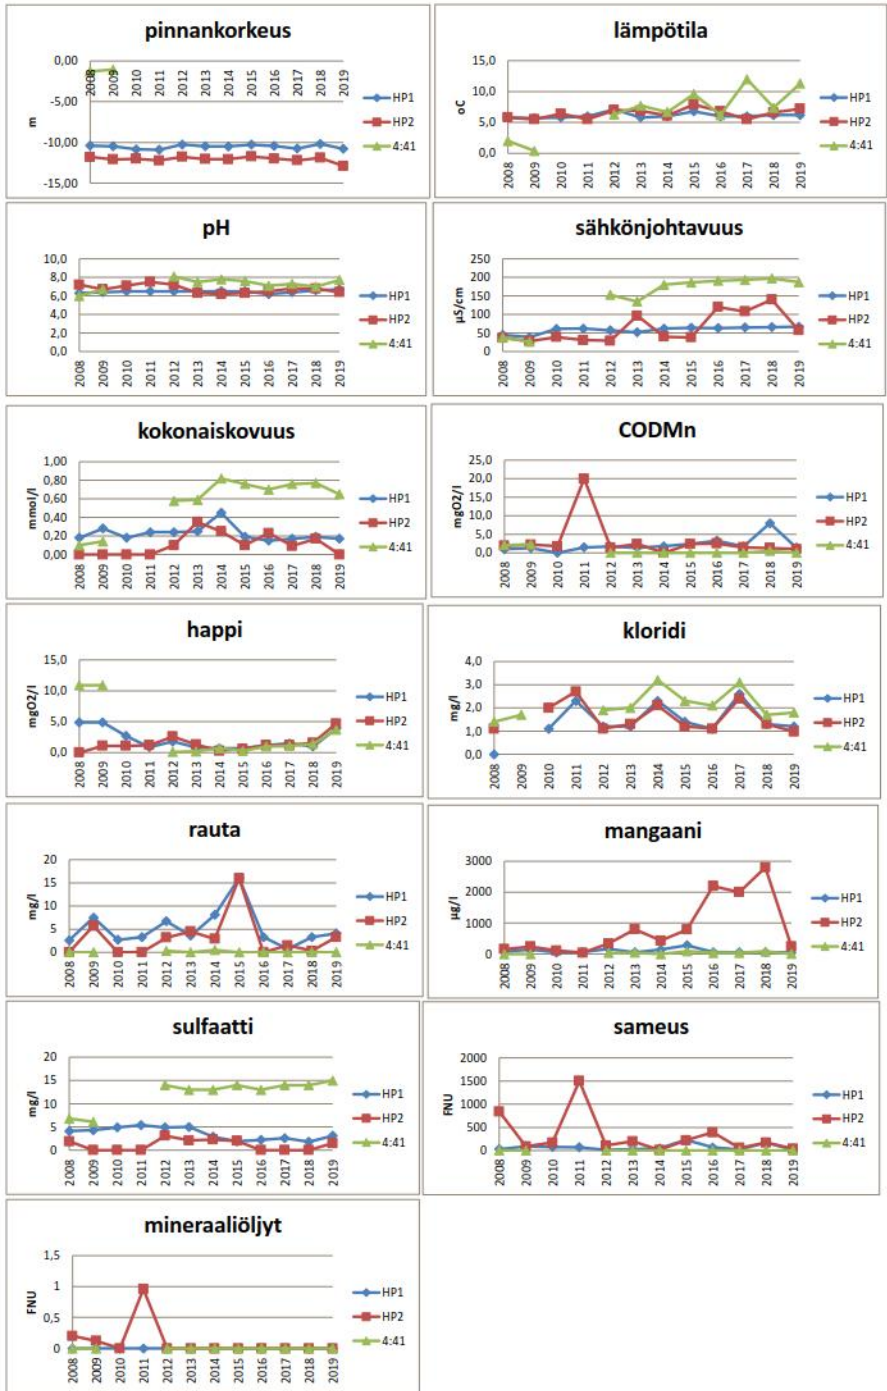 pinnankorkeus
0,00
-5,00
-10,00
-15,00
m
2008 2009 2010 2011 2012 2013 2014 2015 2016 2017 2018 2019
HP1
HP2
4:41
lämpötila
15,0
10,0
5,0
0,0
oC
2008 2009 2010 2011 2012 2013 2014 2015 2016 2017 2018 2019
HP1
HP2
4:41
pH
10,0
8,0
6,0
4,0
2,0
0,0
2008 2009 2010 2011 2012 2013 2014 2015 2016 2017 2018 2019
HP1
HP2
4:41
sähkönjohtavuus
250
200
150
100
50
0
µS/cm
2008 2009 2010 2011 2012 2013 2014 2015 2016 2017 2018 2019
HP1
HP2
4:41
kokonaiskovuus
1,00
0,80
0,60
0,40
0,20
0,00
mmol/l
2008 2009 2010 2011 2012 2013 2014 2015 2016 2017 2018 2019
HP1
HP2
4:41
CODMn
25,0
20,0
15,0
10,0
5,0
0,0
mgO2/l
2008 2009 2010 2011 2012 2013 2014 2015 2016 2017 2018 2019
HP1
HP2
4:41
happi
15,0
10,0
5,0
0,0
mgO2/l
2008 2009 2010 2011 2012 2013 2014 2015 2016 2017 2018 2019
HP1
HP2
4:41
kloridi
4,0
3,0
2,0
1,0
0,0
mg/l
2008 2009 2010 2011 2012 2013 2014 2015 2016 2017 2018 2019
HP1
HP2
4:41
rauta
20
15
10
5
0
mg/l
2008 2009 2010 2011 2012 2013 2014 2015 2016 2017 2018 2019
HP1
HP2
4:41
mangaani
3000
2000
1000
0
µg/l
2008 2009 2010 2011 2012 2013 2014 2015 2016 2017 2018 2019
HP1
HP2
4:41
sulfaatti
20
15
10
5
0
mg/l
2008 2009 2010 2011 2012 2013 2014 2015 2016 2017 2018 2019
HP1
HP2
4:41
sameus
2000
1500
1000
500
0
FNU
2008 2009 2010 2011 2012 2013 2014 2015 2016 2017 2018 2019
HP1
HP2
4:41
mineraaliöljyt
1,5
1
0,5
0
FNU
2008 2009 2010 2011 2012 2013 2014 2015 2016 2017 2018 2019
HP1
HP2
4:41